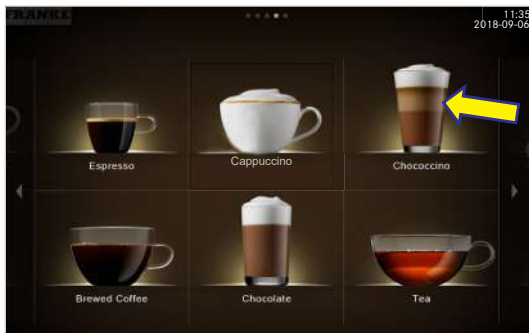 FRANKE
11:35
2018-09-06
Espresso
Cappuccino
Chococcino
Brewed Coffee
Chocolate
Tea